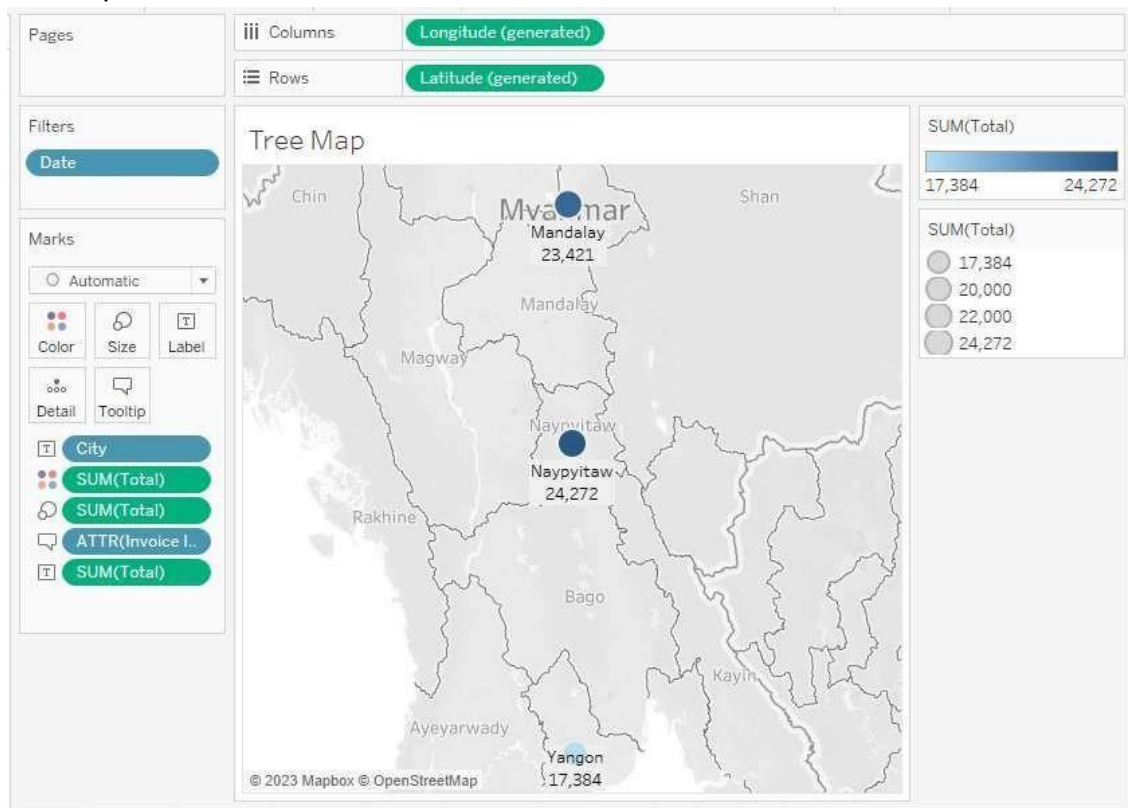 Pages
Columns
Longitude (generated)
Rows
Latitude (generated)
Filters
Date
Marks
Automatic
Color
Size
Label
Detail
Tooltip
City
SUM(Total)
SUM(Total)
ATTR(Invoice I..
SUM(Total)
Tree Map
Chin
Myanmar
Shan
Mandalay
23,421
Mandalay
Magway
Naypyitaw
Naypyitaw
24,272
Rakhine
Bago
Kayin
Ayeyarwady
Yangon
17,384
© 2023 Mapbox © OpenStreetMap
SUM(Total)
17,384 24,272
SUM(Total)
17,384
20,000
22,000
24,272